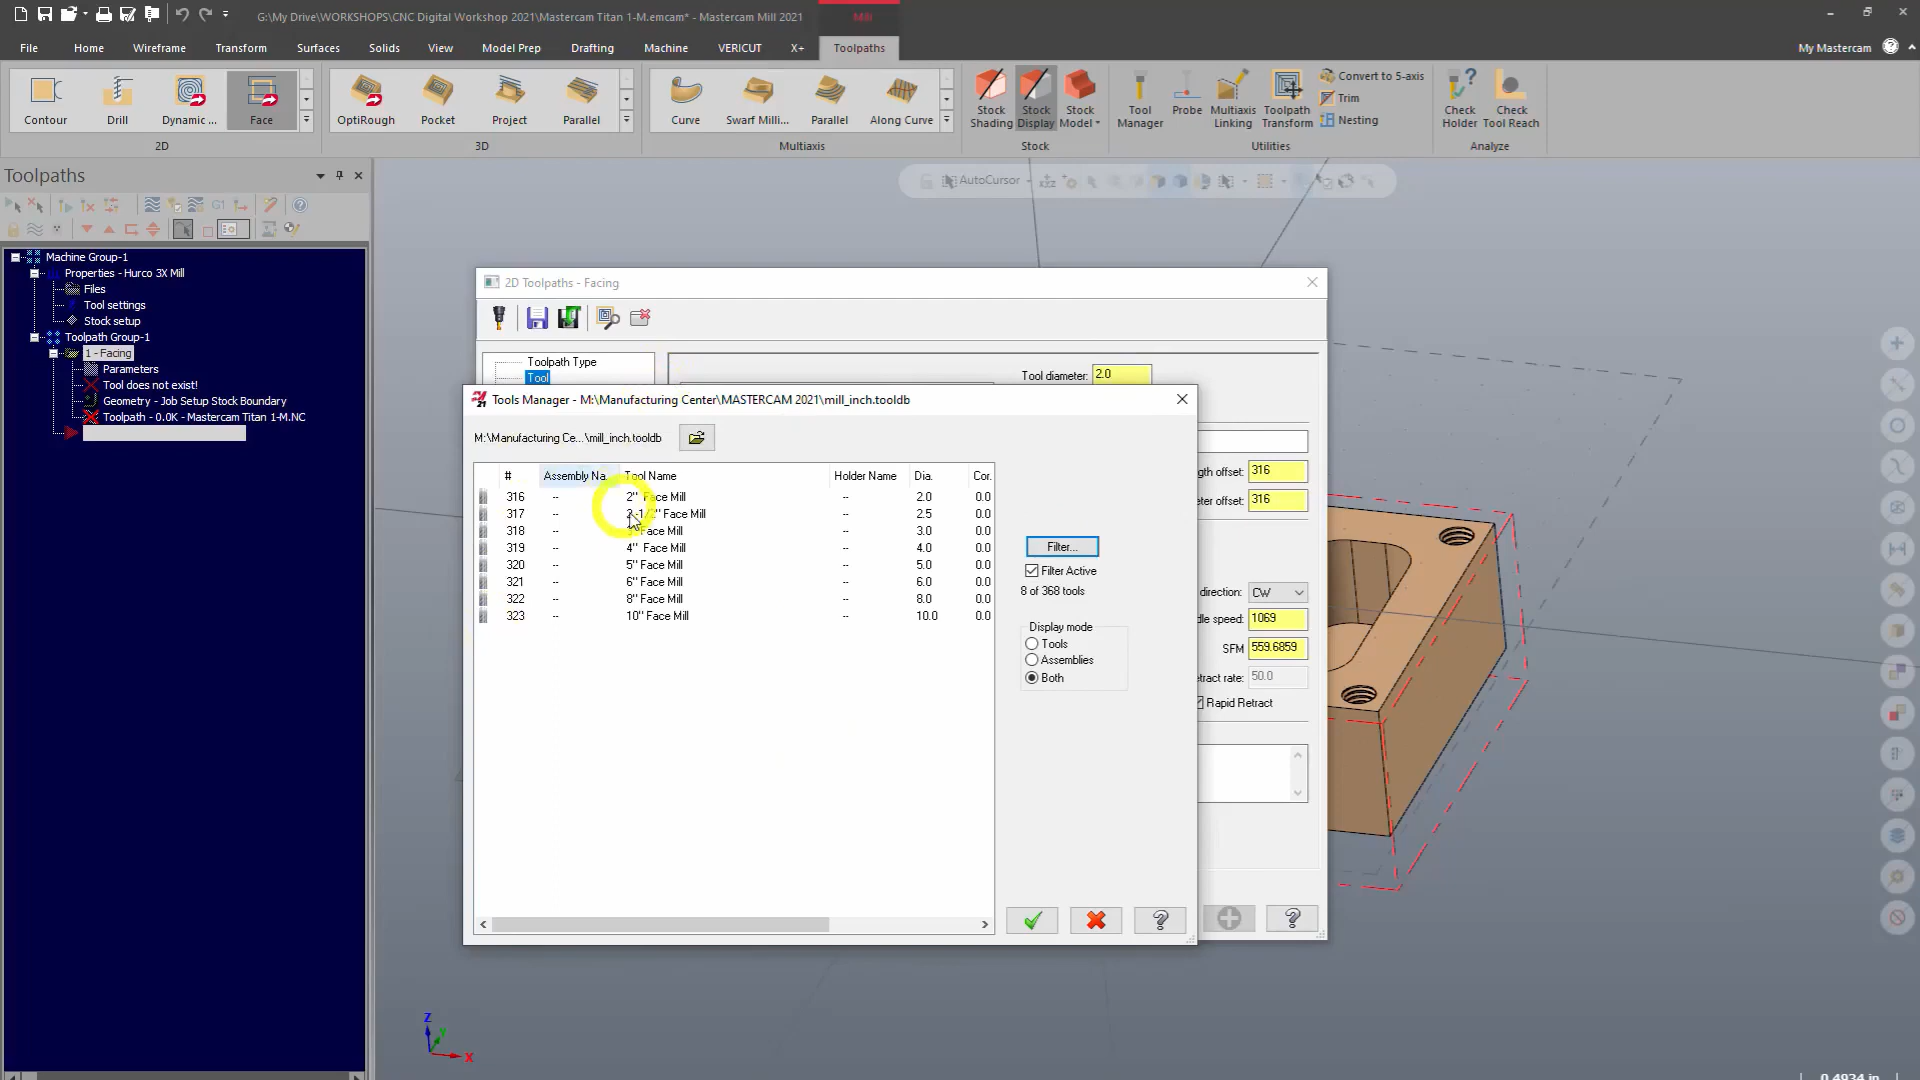 G:\My Drive\WORKSHOPS\CNC Digital Workshop 2021\Mastercam Titan 1-M.emcam* - Mastercam Mill 2021
Mill
File Home Wireframe Transform Surfaces Solids View Model Prep Drafting Machine VERICUT X+ Toolpaths My Mastercam
Contour Drill Dynamic ... Face OptiRough Pocket Project Parallel Curve Swarf Milli... Parallel Along Curve
Stock Shading Stock Display Stock Model
Tool Manager Probe Multiaxis Linking Toolpath Transform
Convert to 5-axis
Trim
Nesting
Check Holder Check Tool Reach
2D 3D Multiaxis Stock Utilities Analyze
Toolpaths
AutoCursor
G1
Machine Group-1
Properties - Hurco 3X Mill
Files
Tool settings
Stock setup
Toolpath Group-1
1 - Facing
Parameters
Tool does not exist!
Geometry - Job Setup Stock Boundary
Toolpath - 0.0K - Mastercam Titan 1-M.NC
2D Toolpaths - Facing
Toolpath Type
Tool
Tool diameter: 2.0
Tools Manager - M:\Manufacturing Center\MASTERCAM 2021\mill_inch.tooldb
M:\Manufacturing Ce...\mill_inch.tooldb
# Assembly Na. Tool Name Holder Name Dia. Cor.
316 -- 2" Face Mill -- 2.0 0.0
317 -- 2-1/2" Face Mill -- 2.5 0.0
318 -- Face Mill -- 3.0 0.0
319 -- 4" Face Mill -- 4.0 0.0
320 -- 5" Face Mill -- 5.0 0.0
321 -- 6" Face Mill -- 6.0 0.0
322 -- 8" Face Mill -- 8.0 0.0
323 -- 10" Face Mill -- 10.0 0.0
Filter...
Filter Active
8 of 368 tools
Display mode
Tools
Assemblies
Both
gth offset: 316
eter offset: 316
direction: CW
dle speed: 1069
SFM 559.6859
etract rate: 50.0
Rapid Retract
Z
Y
X
0.4934 in